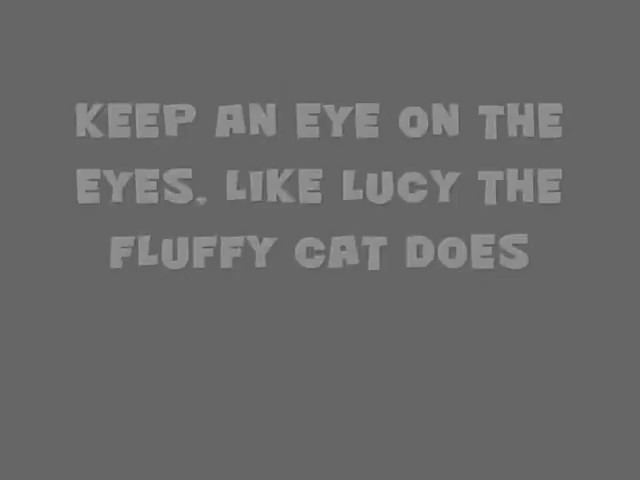 KEEP AN EYE ON THE
EYES, LIKE LUCY THE
FLUFFY CAT DOES